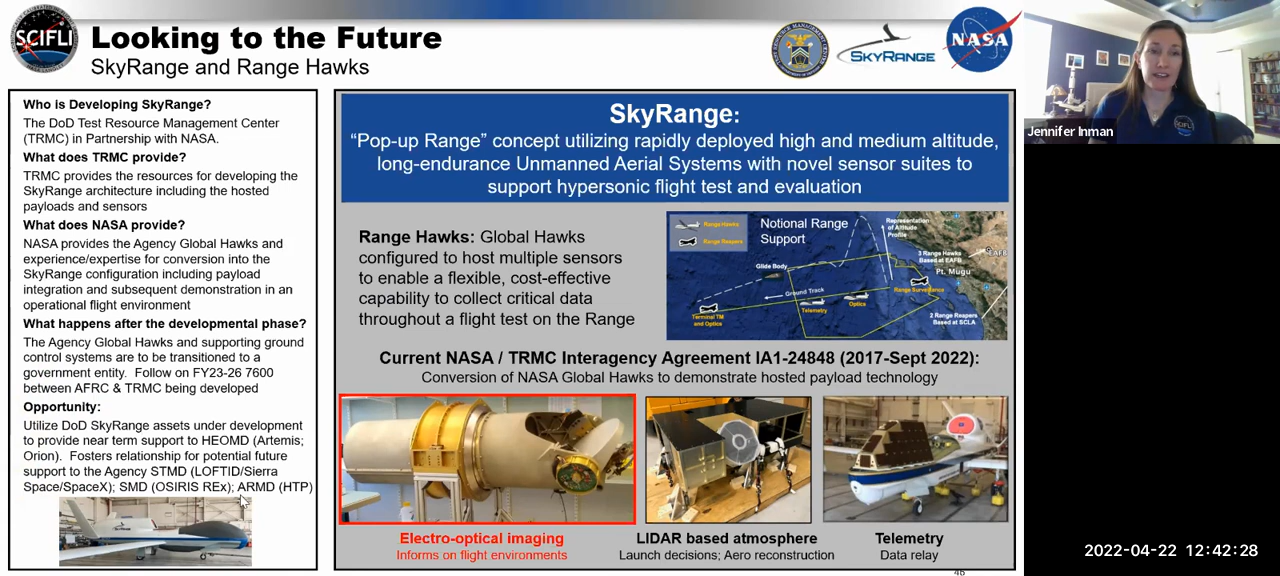 SCIFLI
Looking to the Future
SkyRange and Range Hawks
SKYRANGE
NASA
Jennifer Inman
Who is Developing SkyRange?
The DoD Test Resource Management Center
(TRMC) in Partnership with NASA.
What does TRMC provide?
TRMC provides the resources for developing the
SkyRange architecture including the hosted
payloads and sensors
What does NASA provide?
NASA provides the Agency Global Hawks and
experience/expertise for conversion into the
SkyRange configuration including payload
integration and subsequent demonstration in an
operational flight environment
What happens after the developmental phase?
The Agency Global Hawks and supporting ground
control systems are to be transitioned to a
government entity.  Follow on FY23-26 7600
between AFRC & TRMC being developed
Opportunity:
Utilize DoD SkyRange assets under development
to provide near term support to HEOMD (Artemis;
Orion).  Fosters relationship for potential future
support to the Agency STMD (LOFTID/Sierra
Space/SpaceX); SMD (OSIRIS REx); ARMD (HTP)
SkyRange:
“Pop-up Range” concept utilizing rapidly deployed high and medium altitude,
long-endurance Unmanned Aerial Systems with novel sensor suites to
support hypersonic flight test and evaluation
Range Hawks: Global Hawks
configured to host multiple sensors
to enable a flexible, cost-effective
capability to collect critical data
throughout a flight test on the Range
Range Hawks
Range Reapers
Notional Range
Support
Representation
of Altitude
Profile
3 Range Hawks
Based at EAFB
EAFB
Pt. Mugu
Glide Body
Ground Track
Range Surveillance
Optics
Telemetry
Terminal TM
and Optics
2 Range Reapers
Based at SCLA
Current NASA / TRMC Interagency Agreement IA1-24848 (2017-Sept 2022):
Conversion of NASA Global Hawks to demonstrate hosted payload technology
Electro-optical imaging
Informs on flight environments
LIDAR based atmosphere
Launch decisions; Aero reconstruction
Telemetry
Data relay
46
2022-04-22 12:42:28